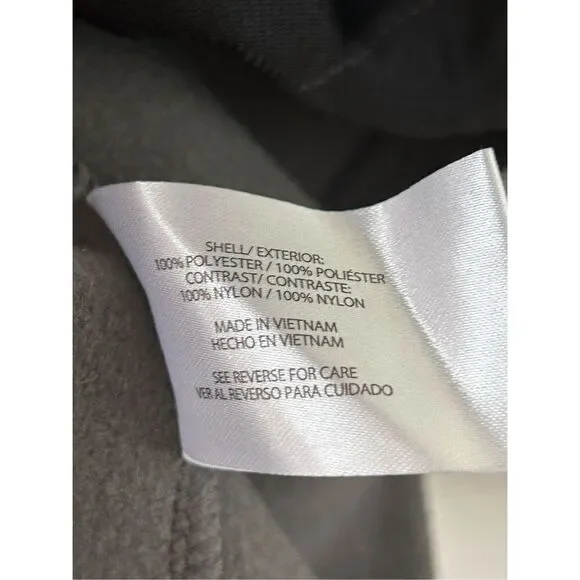 SHELL/ EXTERIOR:
100% POLYESTER / 100% POLIÉSTER
CONTRAST/ CONTRASTE:
100% NYLON / 100% NYLON
MADE IN VIETNAM
HECHO EN VIETNAM
SEE REVERSE FOR CARE
VER AL REVERSO PARA CUIDADO